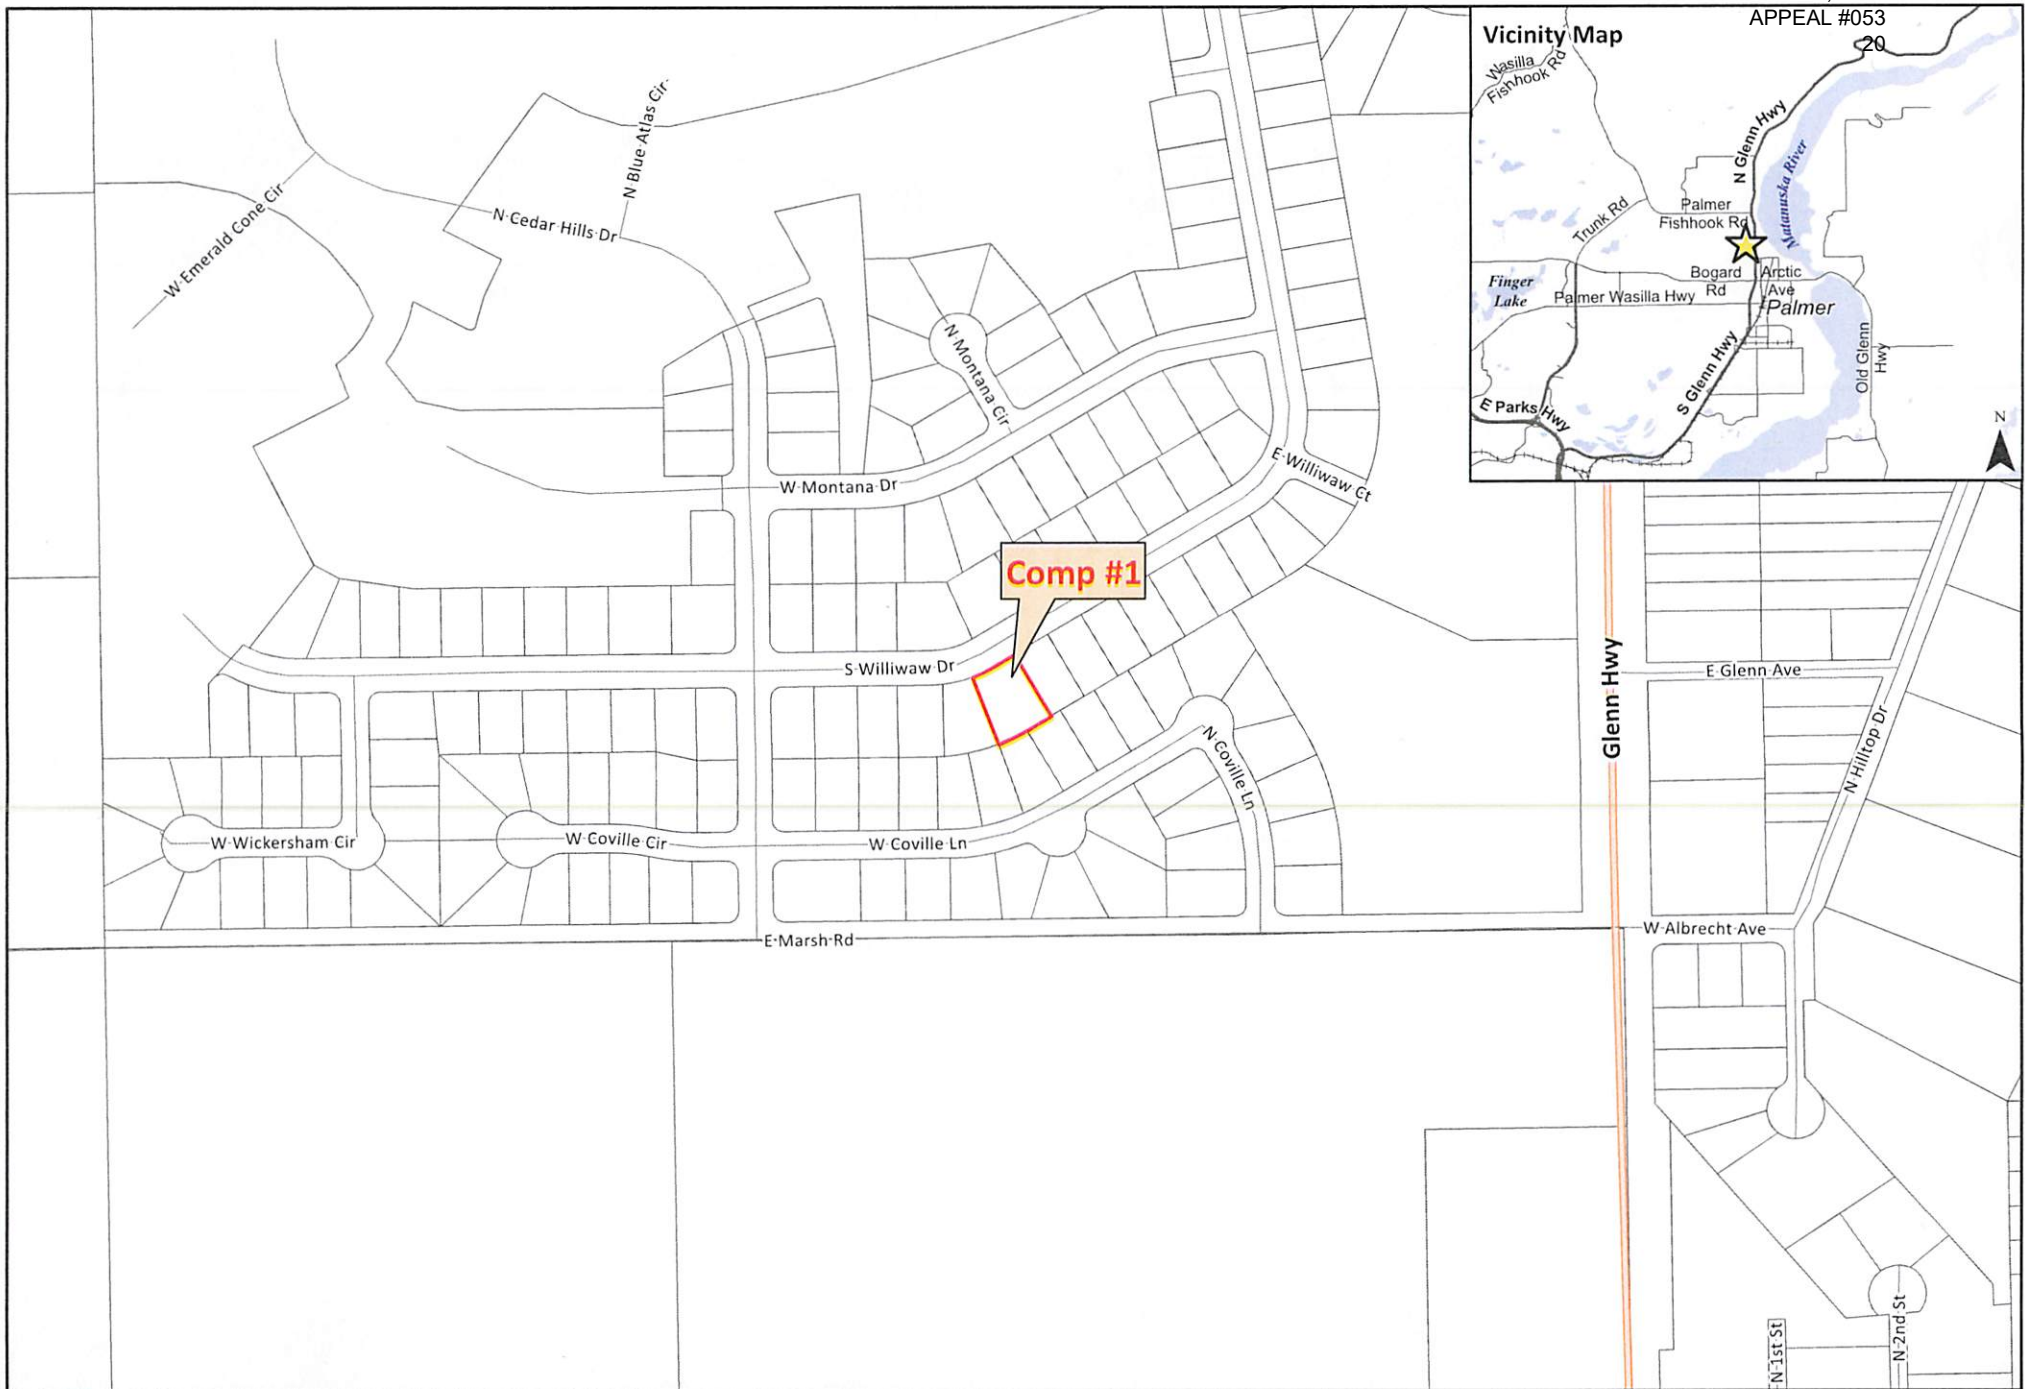 APPEAL #053
20
Vicinity Map
Wasilla
Fishhook Rd
N Glenn Hwy
Matanuska River
Trunk Rd
Palmer
Fishhook Rd
Finger
Lake
Bogard
Rd
Arctic
Ave
Palmer Wasilla Hwy
Palmer
Old Glenn
Hwy
S Glenn Hwy
E Parks Hwy
N
W Emerald Cone Cir
N Blue Atlas Cir
N Cedar Hills Dr
N Montana Cir
W Montana Dr
E Williwaw Ct
Comp #1
S Williwaw Dr
Glenn Hwy
E Glenn Ave
N Hilltop Dr
N Coville Ln
W Wickersham Cir
W Coville Cir
W Coville Ln
E Marsh Rd
W Albrecht Ave
N 1st St
N 2nd St